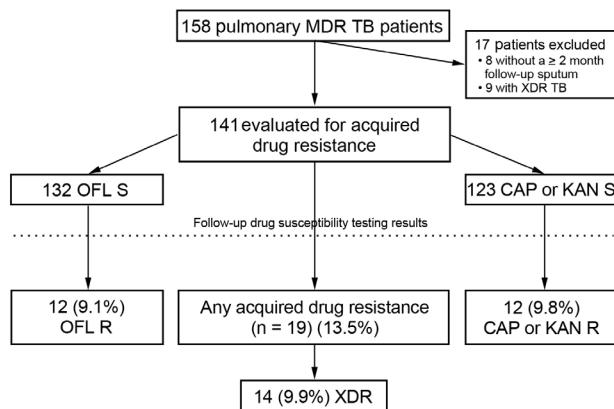 158 pulmonary MDR TB patients
17 patients excluded
• 8 without a ≥ 2 month
follow-up sputum
• 9 with XDR TB
141 evaluated for acquired
drug resistance
132 OFL S
123 CAP or KAN S
Follow-up drug susceptibility testing results
12 (9.1%)
OFL R
Any acquired drug resistance
(n = 19) (13.5%)
12 (9.8%)
CAP or KAN R
14 (9.9%) XDR